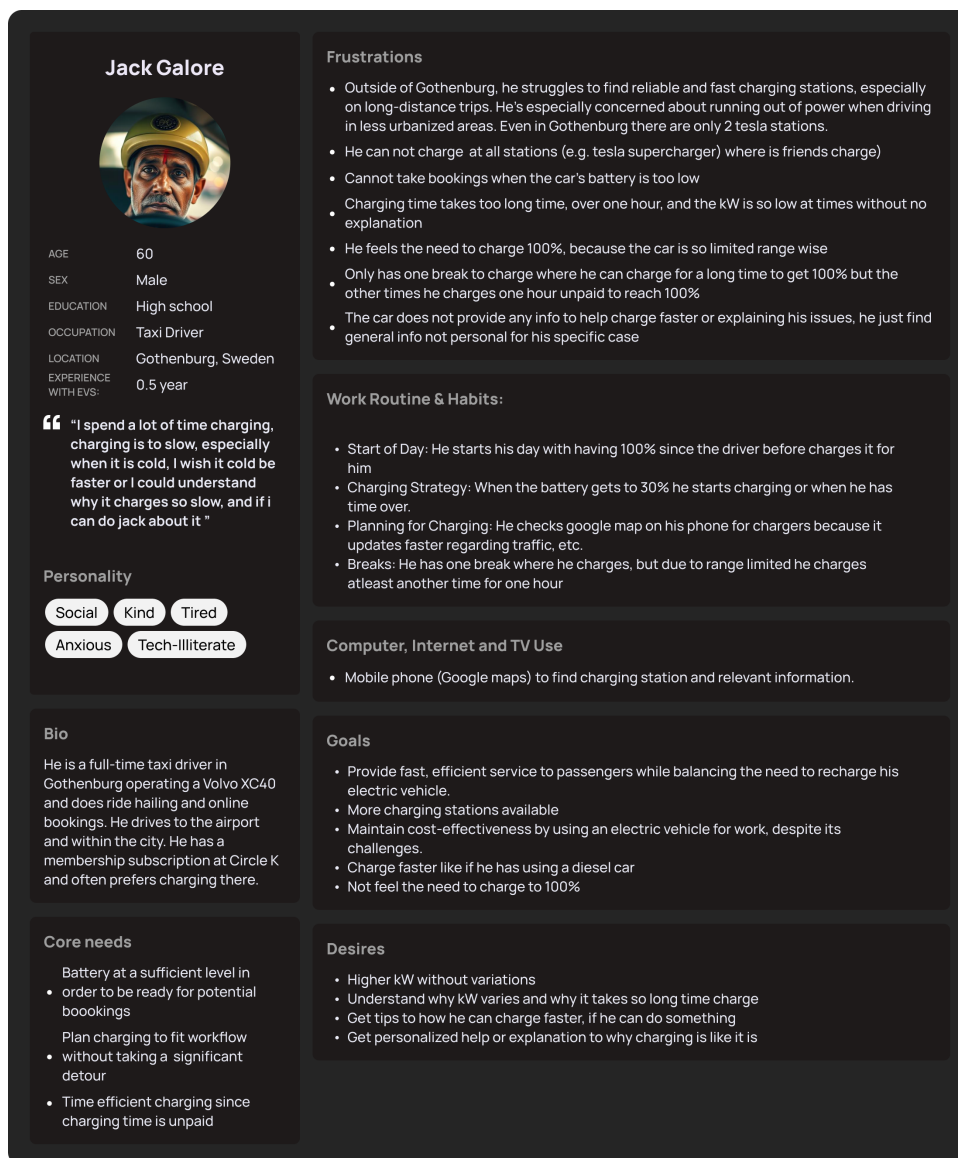 Jack Galore
AGE 60
SEX Male
EDUCATION High school
OCCUPATION Taxi Driver
LOCATION Gothenburg, Sweden
EXPERIENCE
WITH EVS: 0.5 year
“I spend a lot of time charging,
charging is to slow, especially
when it is cold, I wish it cold be
faster or I could understand
why it charges so slow, and if i
can do jack about it ”
Personality
Social Kind Tired
Anxious Tech-Illiterate
Bio
He is a full-time taxi driver in
Gothenburg operating a Volvo XC40
and does ride hailing and online
bookings. He drives to the airport
and within the city. He has a
membership subscription at Circle K
and often prefers charging there.
Core needs
Battery at a sufficient level in
• order to be ready for potential
boookings
Plan charging to fit workflow
• without taking a significant
detour
• Time efficient charging since
charging time is unpaid
Frustrations
• Outside of Gothenburg, he struggles to find reliable and fast charging stations, especially
on long-distance trips. He's especially concerned about running out of power when driving
in less urbanized areas. Even in Gothenburg there are only 2 tesla stations.
• He can not charge at all stations (e.g. tesla supercharger) where is friends charge)
• Cannot take bookings when the car's battery is too low
• Charging time takes too long time, over one hour, and the kW is so low at times without no
explanation
• He feels the need to charge 100%, because the car is so limited range wise
• Only has one break to charge where he can charge for a long time to get 100% but the
other times he charges one hour unpaid to reach 100%
• The car does not provide any info to help charge faster or explaining his issues, he just find
general info not personal for his specific case
Work Routine & Habits:
• Start of Day: He starts his day with having 100% since the driver before charges it for
him
• Charging Strategy: When the battery gets to 30% he starts charging or when he has
time over.
• Planning for Charging: He checks google map on his phone for chargers because it
updates faster regarding traffic, etc.
• Breaks: He has one break where he charges, but due to range limited he charges
atleast another time for one hour
Computer, Internet and TV Use
• Mobile phone (Google maps) to find charging station and relevant information.
Goals
• Provide fast, efficient service to passengers while balancing the need to recharge his
electric vehicle.
• More charging stations available
• Maintain cost-effectiveness by using an electric vehicle for work, despite its
challenges.
• Charge faster like if he has using a diesel car
• Not feel the need to charge to 100%
Desires
• Higher kW without variations
• Understand why kW varies and why it takes so long time charge
• Get tips to how he can charge faster, if he can do something
• Get personalized help or explanation to why charging is like it is